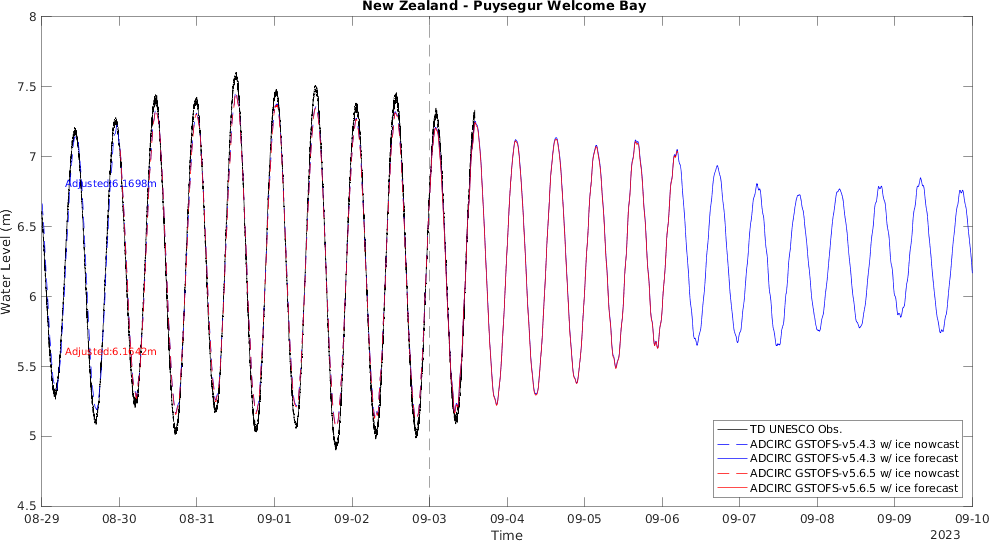 New Zealand - Puysegur Welcome Bay
8
7.5
7
6.5
6
5.5
5
4.5
Water Level (m)
Adjusted:6.1698m
Adjusted:6.1642m
TD UNESCO Obs.
ADCIRC GSTOFS-v5.4.3 w/ ice nowcast
ADCIRC GSTOFS-v5.4.3 w/ ice forecast
ADCIRC GSTOFS-v5.6.5 w/ ice nowcast
ADCIRC GSTOFS-v5.6.5 w/ ice forecast
08-29 08-30 08-31 09-01 09-02 09-03 09-04 09-05 09-06 09-07 09-08 09-09 09-10
Time
2023